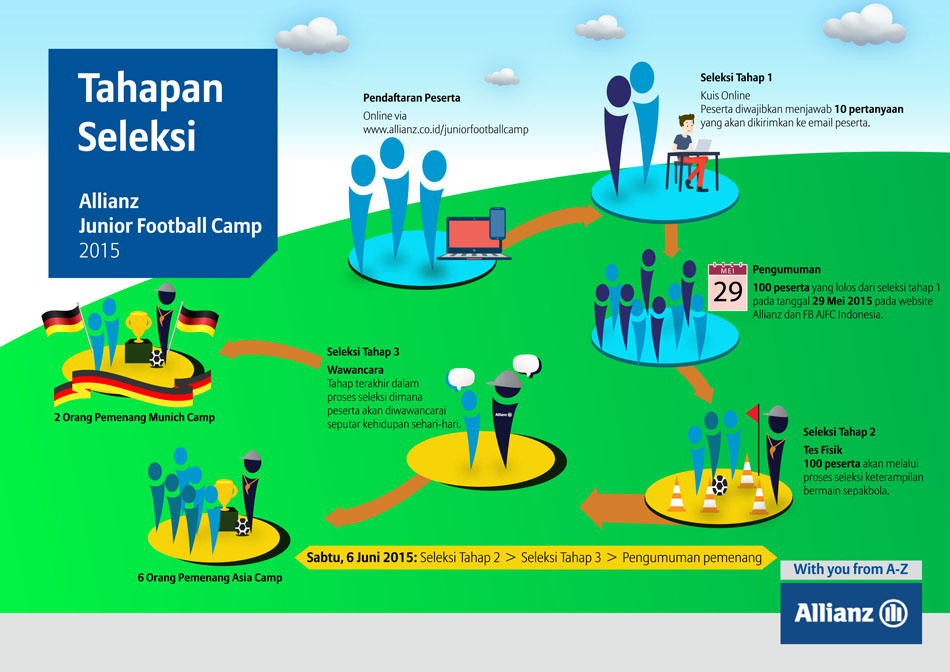 Tahapan
Seleksi
Allianz
Junior Football Camp
2015
Pendaftaran Peserta
Online via
www.allianz.co.id/juniorfootballcamp
Seleksi Tahap 1
Kuis Online
Peserta diwajibkan menjawab 10 pertanyaan
yang akan dikirimkan ke email peserta.
MEI
29
Pengumuman
100 peserta yang lolos dari seleksi tahap 1
pada tanggal 29 Mei 2015 pada website
Allianz dan FB AIFC Indonesia.
Seleksi Tahap 2
Tes Fisik
100 peserta akan melalui
proses seleksi keterampilan
bermain sepakbola.
Seleksi Tahap 3
Wawancara
Tahap terakhir dalam
proses seleksi dimana
peserta akan diwawancarai
seputar kehidupan sehari-hari.
Allianz
2 Orang Pemenang Munich Camp
6 Orang Pemenang Asia Camp
Sabtu, 6 Juni 2015: Seleksi Tahap 2 > Seleksi Tahap 3 > Pengumuman pemenang
With you from A-Z
Allianz